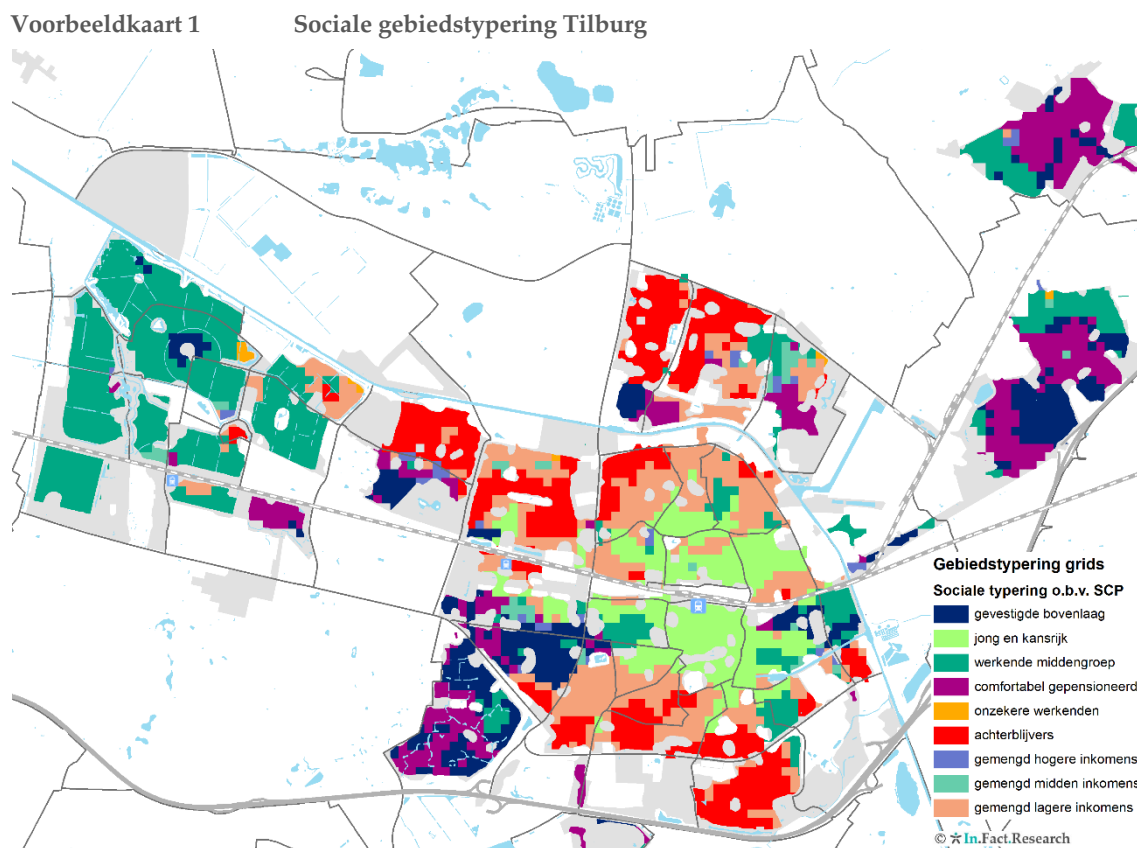 Voorbeeldkaart 1 Sociale gebiedstypering Tilburg
Gebiedstypering grids
Sociale typering o.b.v. SCP
gevestigde bovenlaag
jong en kansrijk
werkende middengroep
comfortabel gepensioneerd
onzekere werkenden
achterblijvers
gemengd hogere inkomens
gemengd midden inkomens
gemengd lagere inkomens
© In.Fact.Research